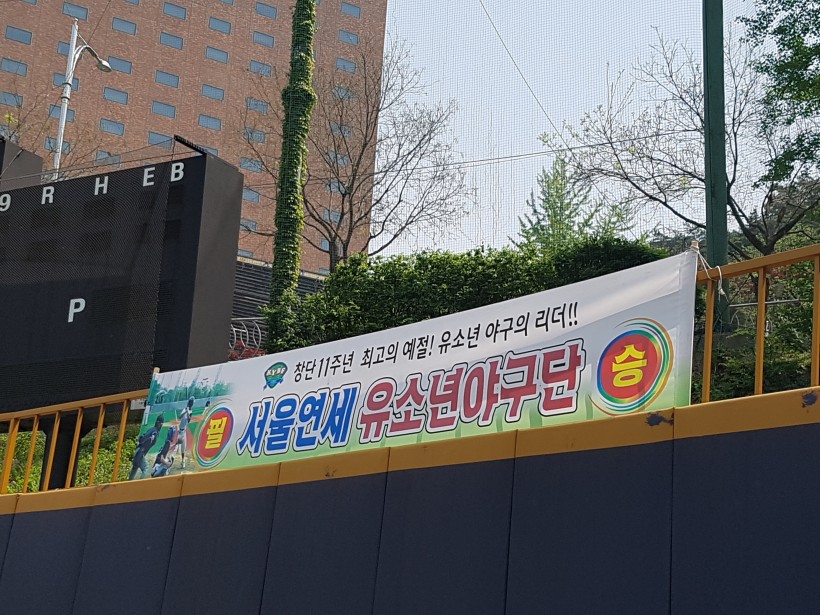 9 R H E B
P
창단11주년 최고의 예절! 유소년 야구의 리더!!
필 서울연세 유소년야구단 승